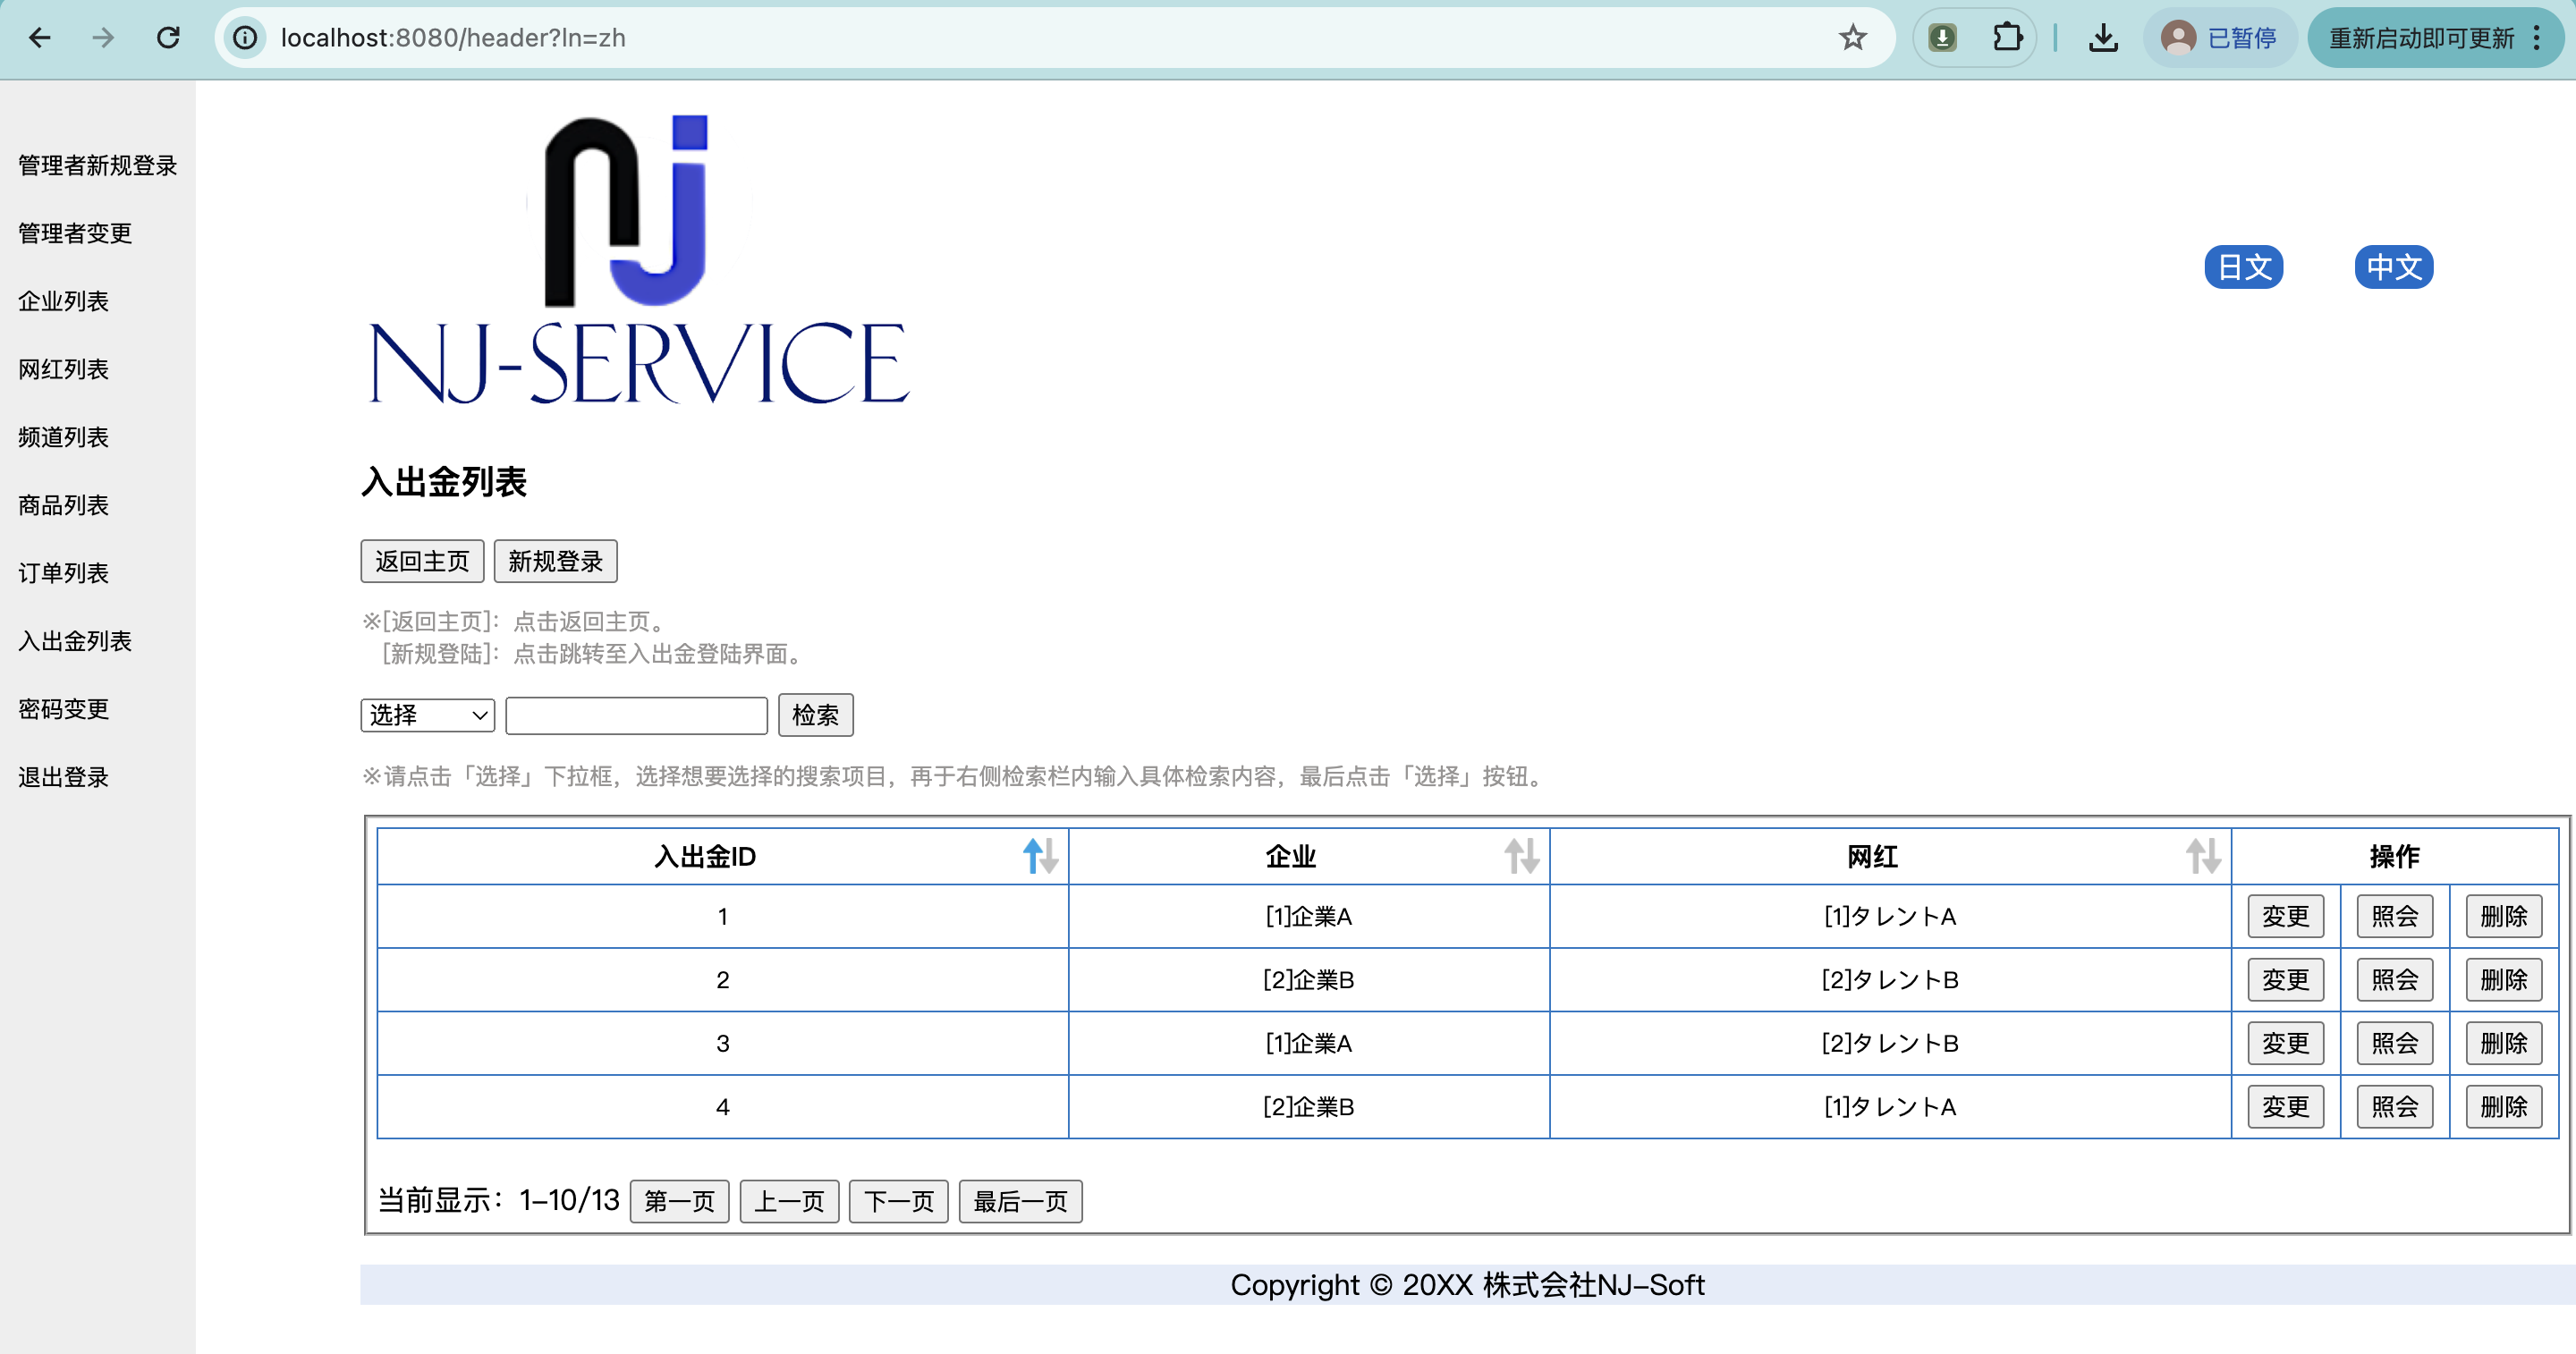 localhost:8080/header?ln=zh
已暂停
重新启动即可更新
管理者新规登录
管理者变更
企业列表
网红列表
频道列表
商品列表
订单列表
入出金列表
密码变更
退出登录
nj
NJ-SERVICE
日文
中文
入出金列表
返回主页 新规登录
※[返回主页]：点击返回主页。
[新规登陆]：点击跳转至入出金登陆界面。
选择 检索
※请点击「选择」下拉框，选择想要选择的搜索项目，再于右侧检索栏内输入具体检索内容，最后点击「选择」按钮。
入出金ID 企业 网红 操作
1 [1]企業A [1]タレントA 变更 照会 删除
2 [2]企業B [2]タレントB 变更 照会 删除
3 [1]企業A [2]タレントB 变更 照会 删除
4 [2]企業B [1]タレントA 变更 照会 删除
当前显示：1–10/13 第一页 上一页 下一页 最后一页
Copyright © 20XX 株式会社NJ–Soft